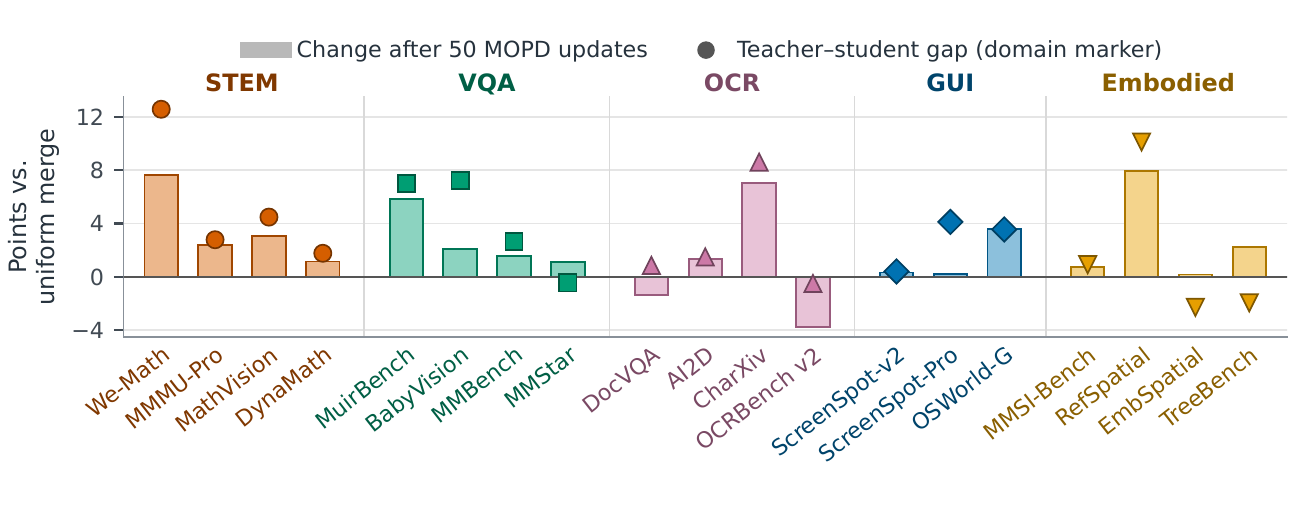 Change after 50 MOPD updates
Teacher–student gap (domain marker)
STEM
VQA
OCR
GUI
Embodied
Points vs.
uniform merge
12
8
4
0
−4
We-Math
MMMU-Pro
MathVision
DynaMath
MuirBench
BabyVision
MMBench
MMStar
DocVQA
AI2D
CharXiv
OCRBench v2
ScreenSpot-v2
ScreenSpot-Pro
OSWorld-G
MMSI-Bench
RefSpatial
EmbSpatial
TreeBench